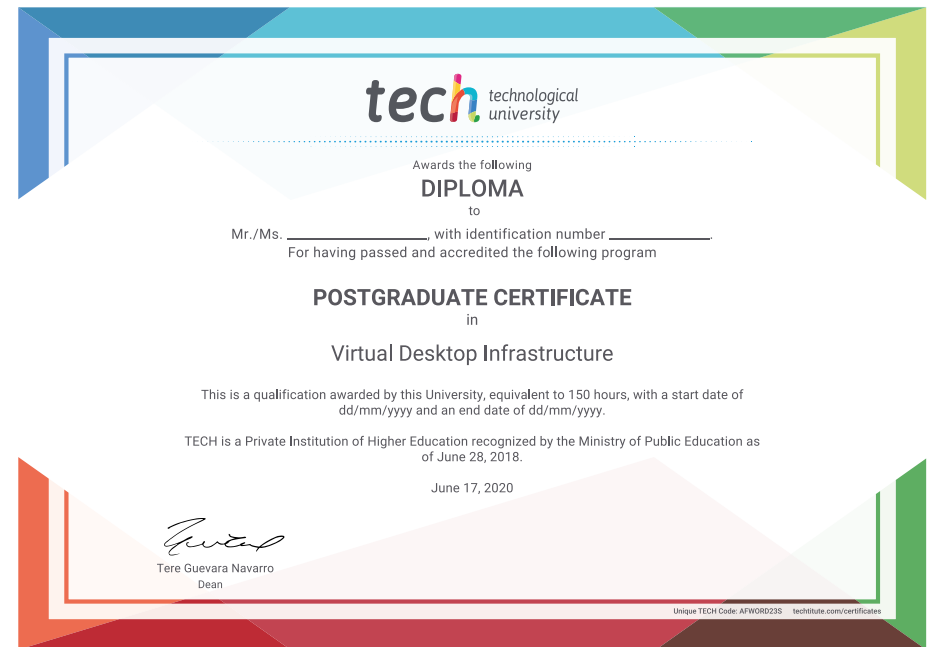 tech technological
university
Awards the following
DIPLOMA
to
Mr./Ms. __________________, with identification number _____________.
For having passed and accredited the following program
POSTGRADUATE CERTIFICATE
in
Virtual Desktop Infrastructure
This is a qualification awarded by this University, equivalent to 150 hours, with a start date of
dd/mm/yyyy and an end date of dd/mm/yyyy.
TECH is a Private Institution of Higher Education recognized by the Ministry of Public Education as
of June 28, 2018.
June 17, 2020
Tere Guevara Navarro
Dean
Unique TECH Code: AFWORD23S techtitute.com/certificates